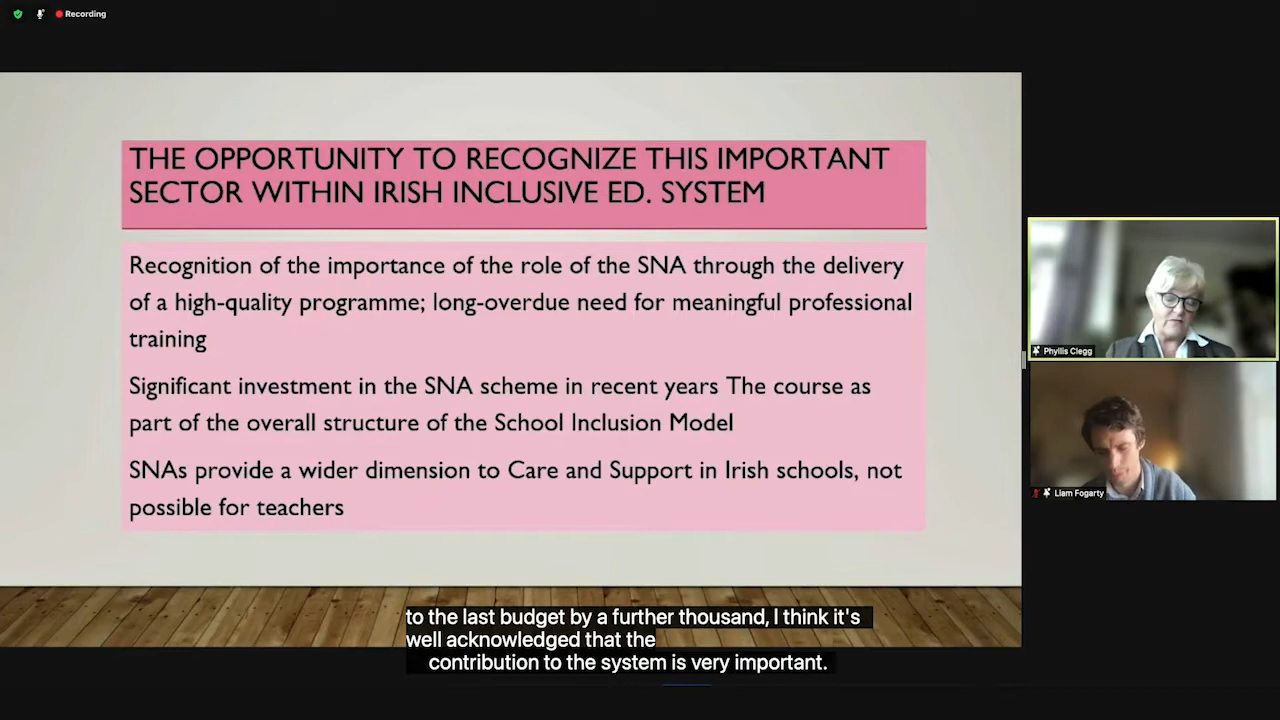 Recording
THE OPPORTUNITY TO RECOGNIZE THIS IMPORTANT
SECTOR WITHIN IRISH INCLUSIVE ED. SYSTEM
Recognition of the importance of the role of the SNA through the delivery
of a high-quality programme; long-overdue need for meaningful professional
training
Significant investment in the SNA scheme in recent years The course as
part of the overall structure of the School Inclusion Model
SNAs provide a wider dimension to Care and Support in Irish schools, not
possible for teachers
Phyllis Clegg
Liam Fogarty
to the last budget by a further thousand, I think it's
well acknowledged that the
contribution to the system is very important.